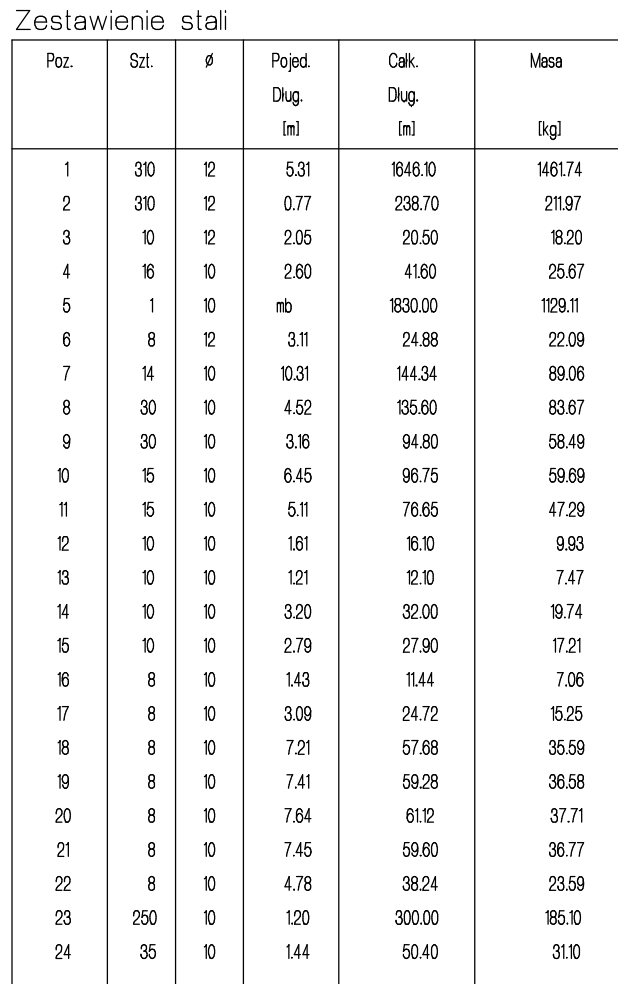 Zestawienie stali
Poz. Szt. ø Pojed. Całk. Masa
Dług. Dług.
[m] [m] [kg]
1 310 12 5.31 1646.10 1461.74
2 310 12 0.77 238.70 211.97
3 10 12 2.05 20.50 18.20
4 16 10 2.60 41.60 25.67
5 1 10 mb 1830.00 1129.11
6 8 12 3.11 24.88 22.09
7 14 10 10.31 144.34 89.06
8 30 10 4.52 135.60 83.67
9 30 10 3.16 94.80 58.49
10 15 10 6.45 96.75 59.69
11 15 10 5.11 76.65 47.29
12 10 10 1.61 16.10 9.93
13 10 10 1.21 12.10 7.47
14 10 10 3.20 32.00 19.74
15 10 10 2.79 27.90 17.21
16 8 10 1.43 11.44 7.06
17 8 10 3.09 24.72 15.25
18 8 10 7.21 57.68 35.59
19 8 10 7.41 59.28 36.58
20 8 10 7.64 61.12 37.71
21 8 10 7.45 59.60 36.77
22 8 10 4.78 38.24 23.59
23 250 10 1.20 300.00 185.10
24 35 10 1.44 50.40 31.10